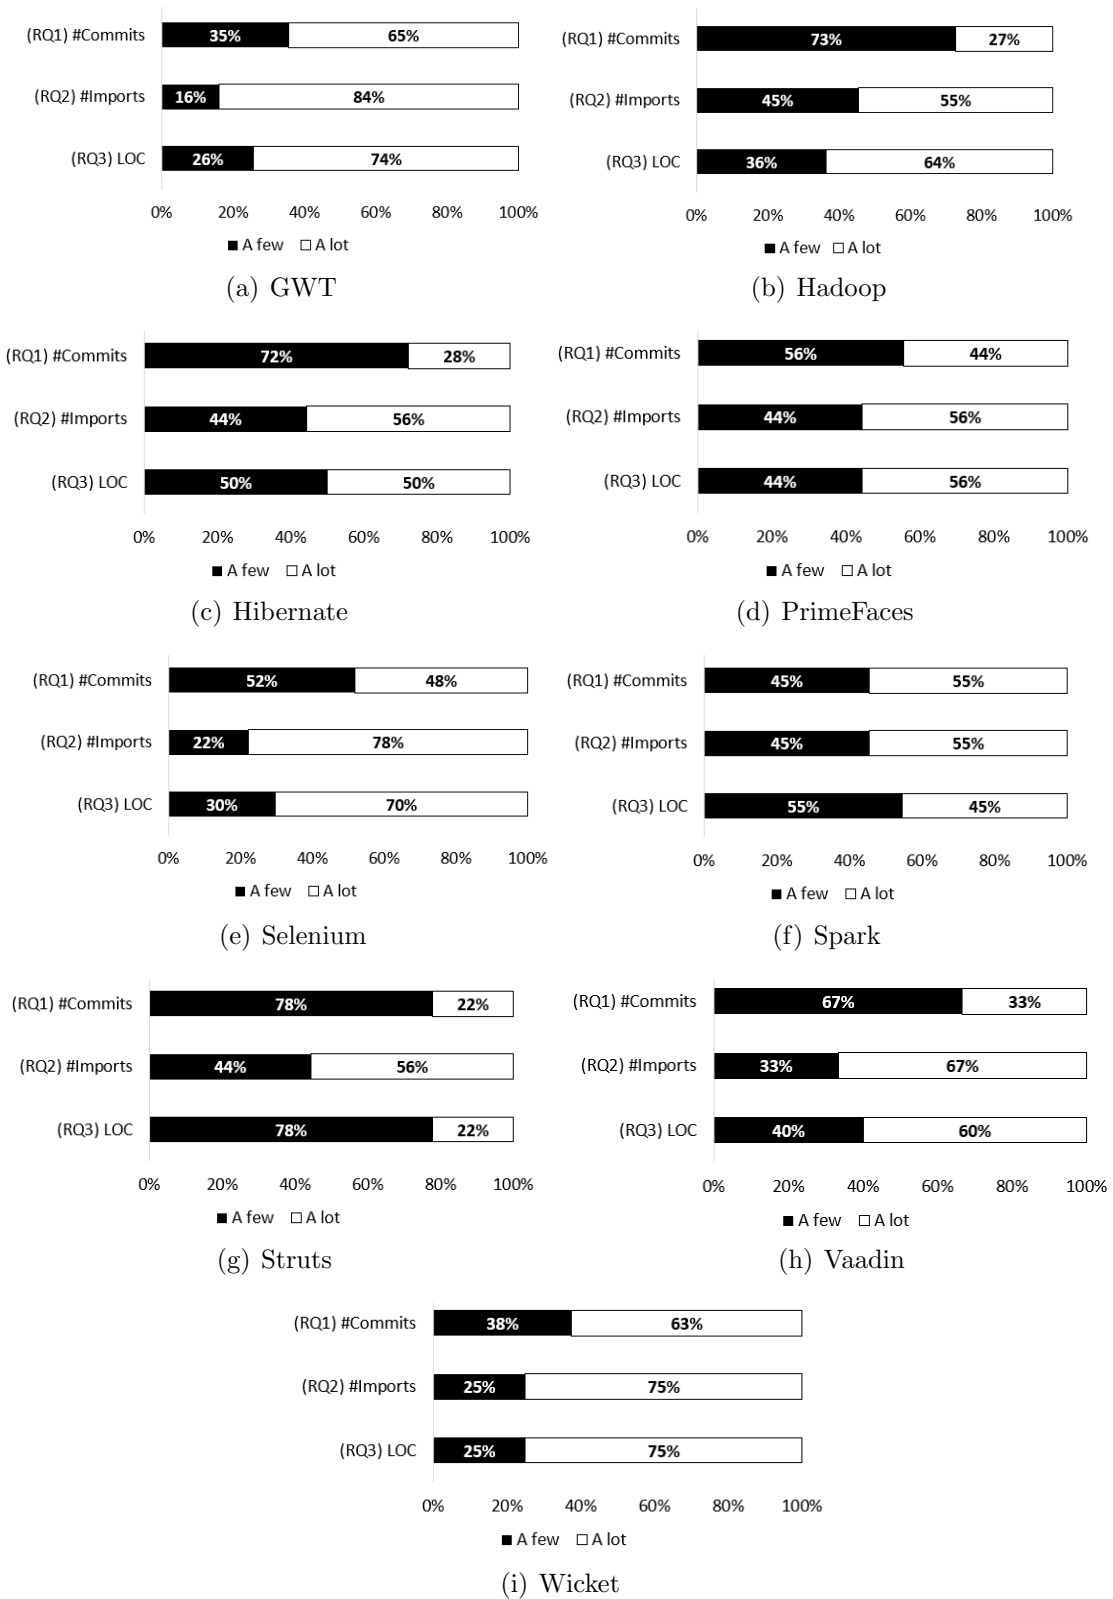 (RQ1) #Commits 35% 65%
(RQ2) #Imports 16% 84%
(RQ3) LOC 26% 74%
0% 20% 40% 60% 80% 100%
A few A lot
(a) GWT
(RQ1) #Commits 73% 27%
(RQ2) #Imports 45% 55%
(RQ3) LOC 36% 64%
0% 20% 40% 60% 80% 100%
A few A lot
(b) Hadoop
(RQ1) #Commits 72% 28%
(RQ2) #Imports 44% 56%
(RQ3) LOC 50% 50%
0% 20% 40% 60% 80% 100%
A few A lot
(c) Hibernate
(RQ1) #Commits 56% 44%
(RQ2) #Imports 44% 56%
(RQ3) LOC 44% 56%
0% 20% 40% 60% 80% 100%
A few A lot
(d) PrimeFaces
(RQ1) #Commits 52% 48%
(RQ2) #Imports 22% 78%
(RQ3) LOC 30% 70%
0% 20% 40% 60% 80% 100%
A few A lot
(e) Selenium
(RQ1) #Commits 45% 55%
(RQ2) #Imports 45% 55%
(RQ3) LOC 55% 45%
0% 20% 40% 60% 80% 100%
A few A lot
(f) Spark
(RQ1) #Commits 78% 22%
(RQ2) #Imports 44% 56%
(RQ3) LOC 78% 22%
0% 20% 40% 60% 80% 100%
A few A lot
(g) Struts
(RQ1) #Commits 67% 33%
(RQ2) #Imports 33% 67%
(RQ3) LOC 40% 60%
0% 20% 40% 60% 80% 100%
A few A lot
(h) Vaadin
(RQ1) #Commits 38% 63%
(RQ2) #Imports 25% 75%
(RQ3) LOC 25% 75%
0% 20% 40% 60% 80% 100%
A few A lot
(i) Wicket